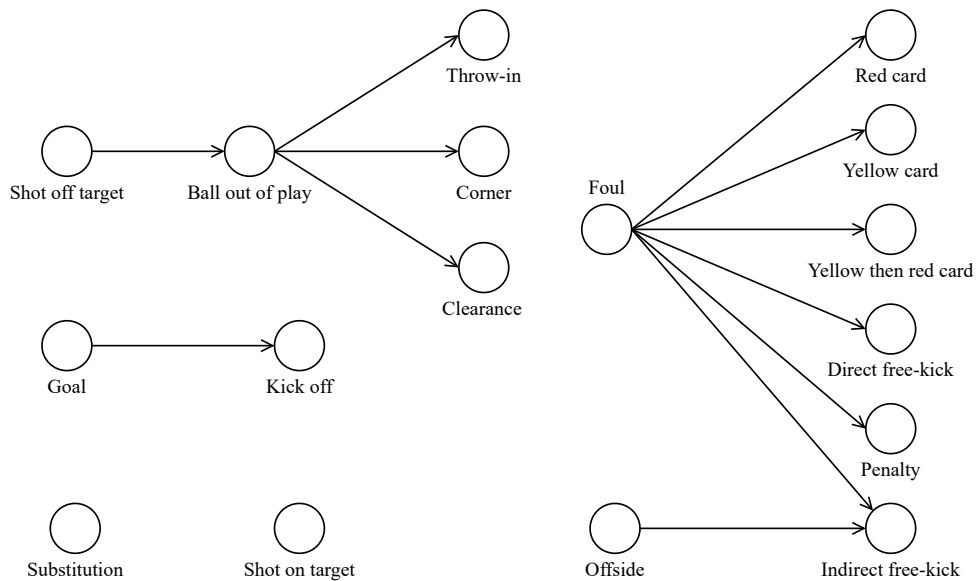 Throw-in
Red card
Shot off target
Ball out of play
Corner
Yellow card
Foul
Yellow then red card
Clearance
Goal
Kick off
Direct free-kick
Penalty
Substitution
Shot on target
Offside
Indirect free-kick